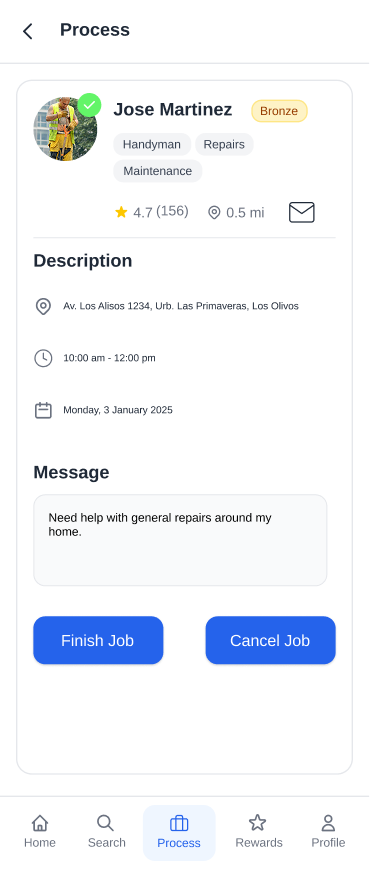 Process
Jose Martinez
Bronze
Handyman
Repairs
Maintenance
4.7 (156)
0.5 mi
Description
Av. Los Alisos 1234, Urb. Las Primaveras, Los Olivos
10:00 am - 12:00 pm
Monday, 3 January 2025
Message
Need help with general repairs around my
home.
Finish Job
Cancel Job
Home
Search
Process
Rewards
Profile